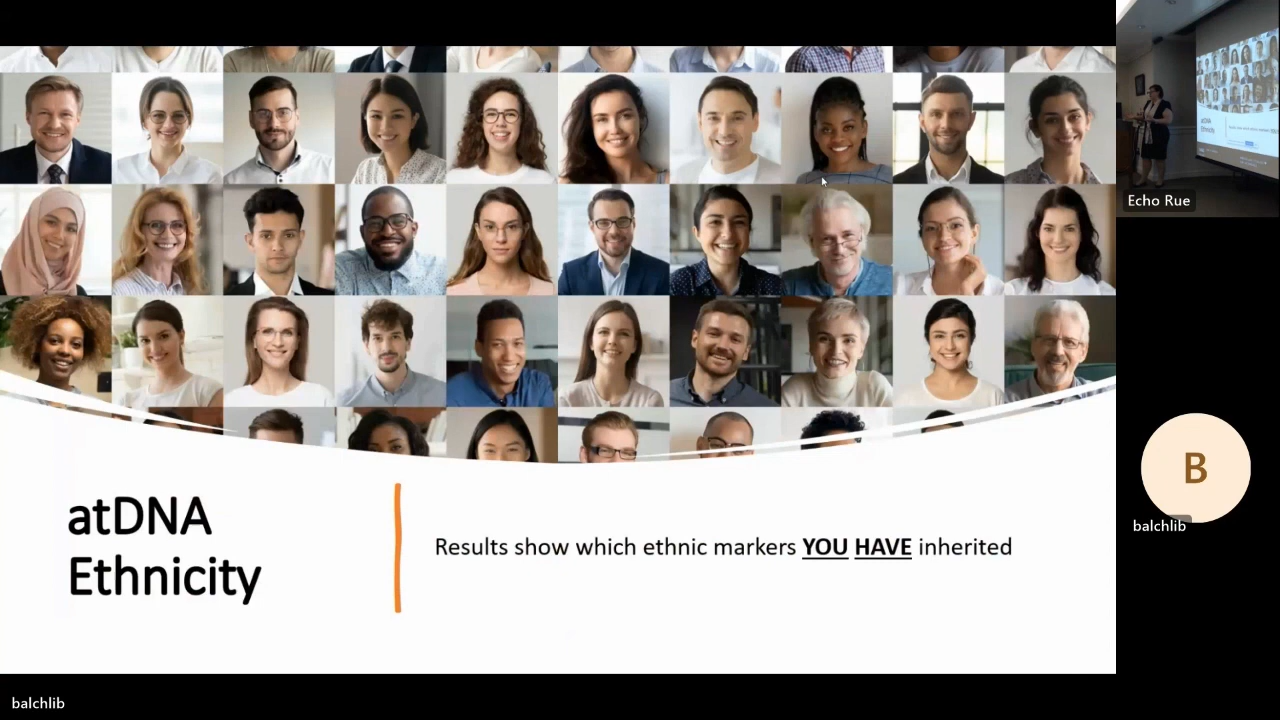 Echo Rue
atDNA
Ethnicity
Results show which ethnic markers YOU HAVE inherited
B
balchlib
balchlib